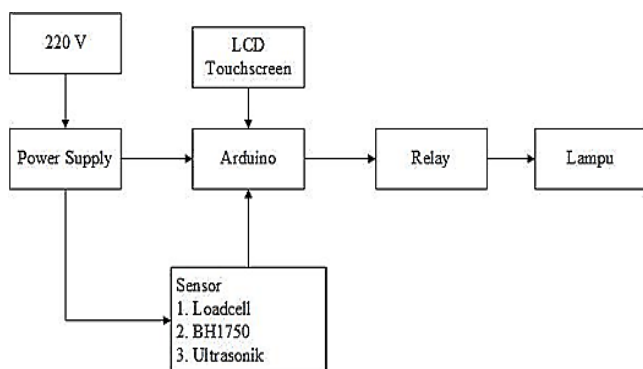 220 V
LCD
Touchscreen
Power Supply
Arduino
Relay
Lampu
Sensor
1. Loadcell
2. BH1750
3. Ultrasonik